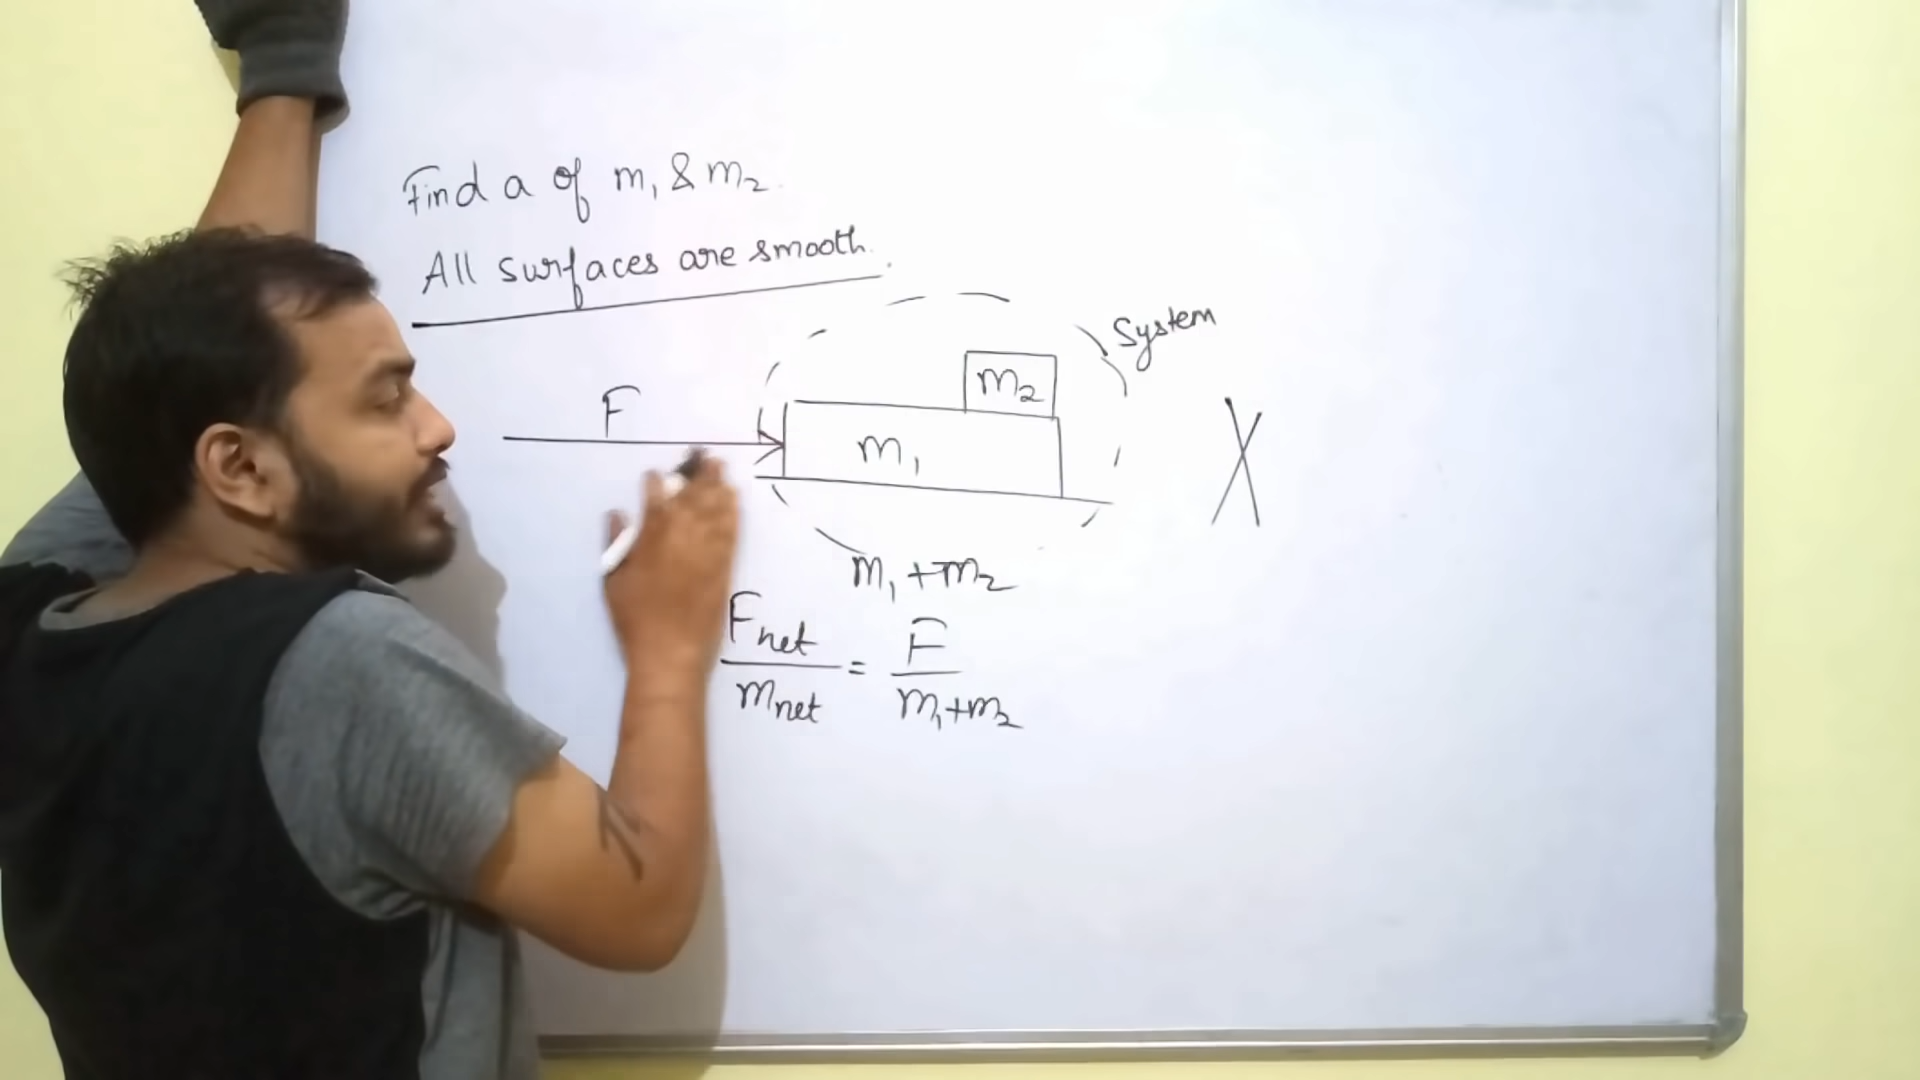 Find a of m₁ & m₂.
All surfaces are smooth.
System
F
m₂
m₁
X
m₁+m₂
Fnet/mnet = F/m₁+m₂